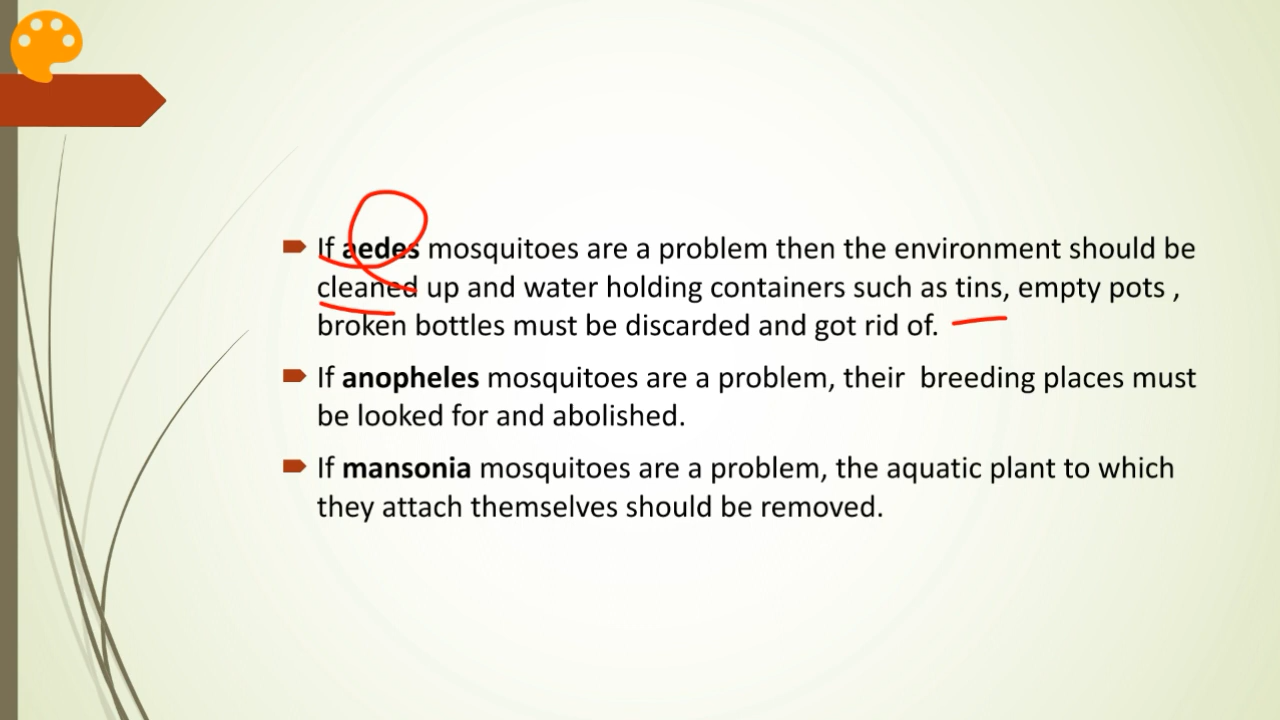 If aedes mosquitoes are a problem then the environment should be
cleaned up and water holding containers such as tins, empty pots ,
broken bottles must be discarded and got rid of.
If anopheles mosquitoes are a problem, their  breeding places must
be looked for and abolished.
If mansonia mosquitoes are a problem, the aquatic plant to which
they attach themselves should be removed.